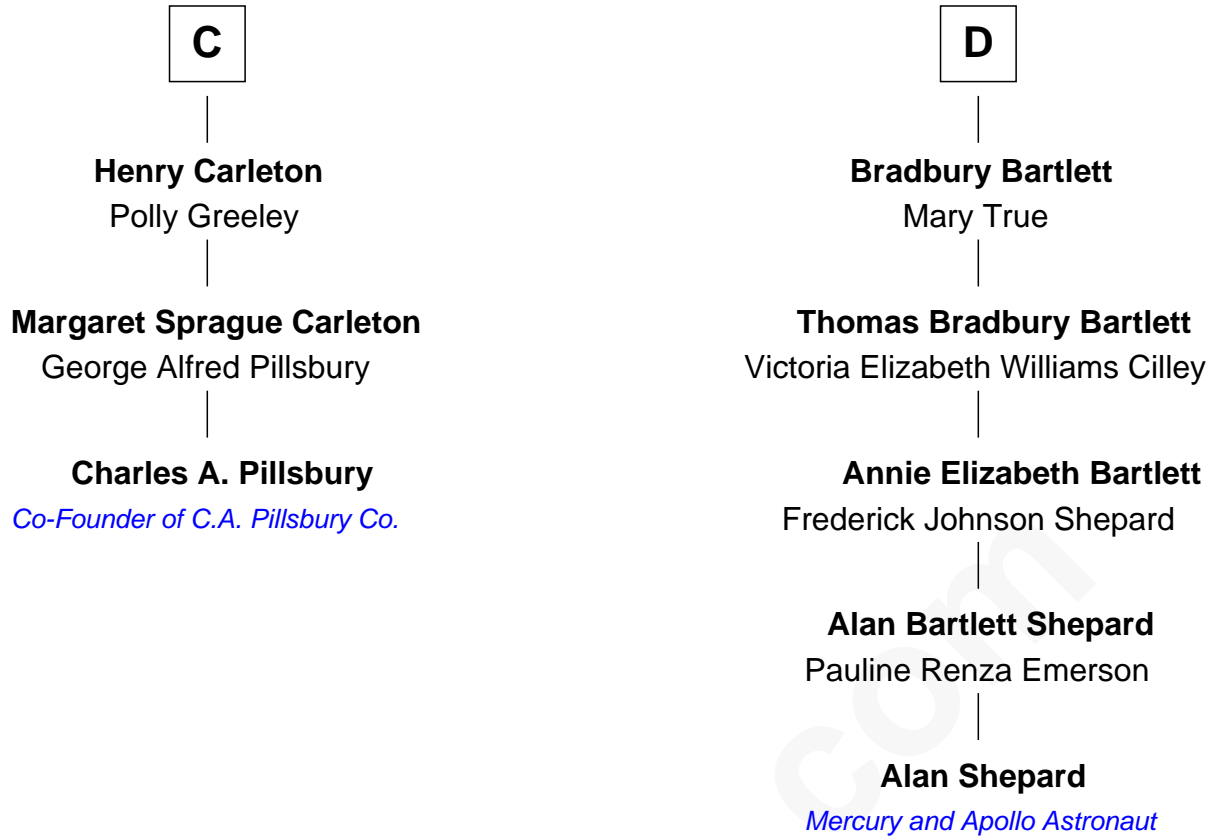 C
Henry Carleton
Polly Greeley
Margaret Sprague Carleton
George Alfred Pillsbury
Charles A. Pillsbury
Co-Founder of C.A. Pillsbury Co.
D
Bradbury Bartlett
Mary True
Thomas Bradbury Bartlett
Victoria Elizabeth Williams Cilley
Annie Elizabeth Bartlett
Frederick Johnson Shepard
Alan Bartlett Shepard
Pauline Renza Emerson
Alan Shepard
Mercury and Apollo Astronaut
com